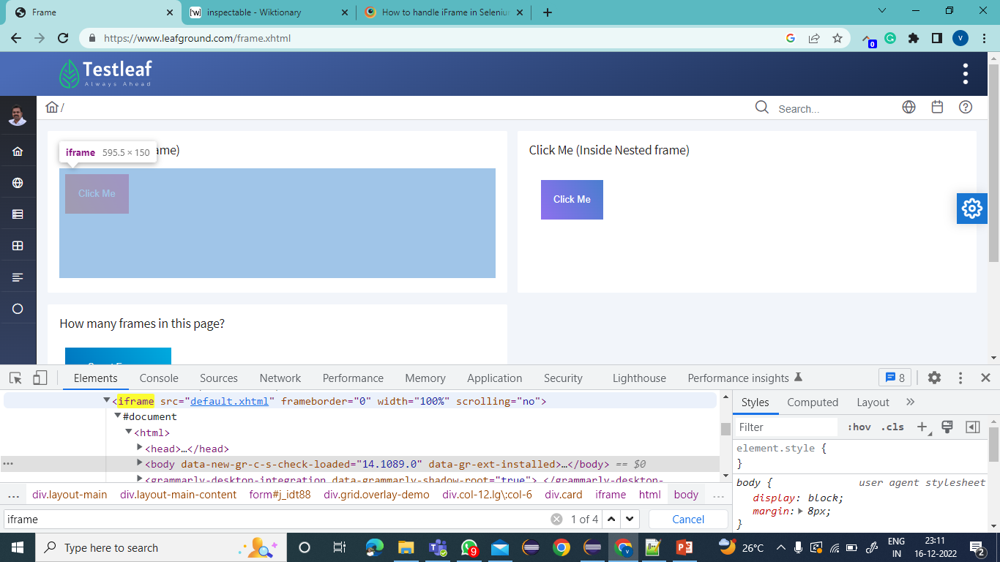 Frame
inspectable - Wiktionary
How to handle iFrame in Seleniu
https://www.leafground.com/frame.xhtml
0
V
Testleaf
Always Ahead
/
Search...
iframe 595.5 × 150
ame)
Click Me
Click Me (Inside Nested frame)
Click Me
How many frames in this page?
Elements Console Sources Network Performance Memory Application Security Lighthouse Performance insights 8
<iframe src="default.xhtml" frameborder="0" width="100%" scrolling="no">
#document
<html>
<head>…</head>
<body data-new-gr-c-s-check-loaded="14.1089.0" data-gr-ext-installed>…</body> == $0
<grammarly-desktop-integration data-grammarly-shadow-root="true"> </grammarly-desktop-
... div.layout-main div.layout-main-content form#j_idt88 div.grid.overlay-demo div.col-12.lg\:col-6 div.card iframe html body ...
iframe 1 of 4 Cancel
Styles Computed Layout »
Filter :hov .cls +
element.style {
}
body { user agent stylesheet
display: block;
margin: 8px;
}
Type here to search
9
V
26°C
ENG
IN
23:11
16-12-2022
2